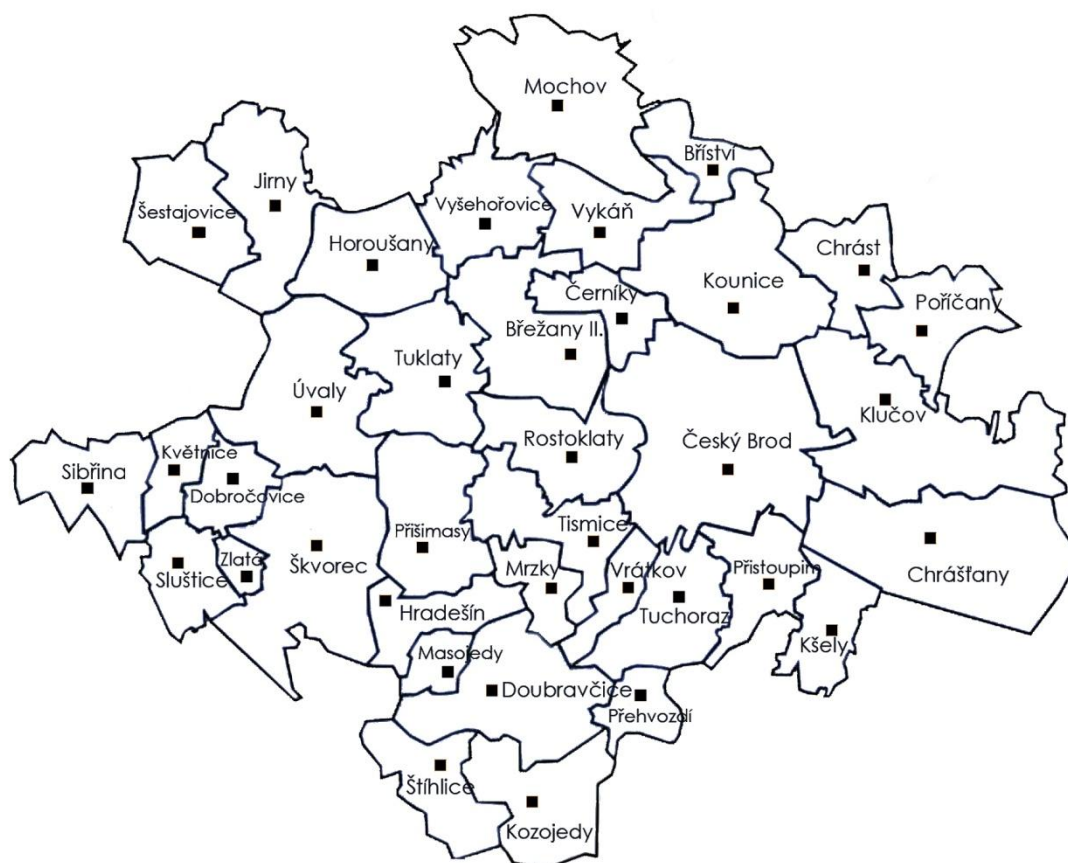 Mochov
Bříství
Jirny
Šestajovice
Vyšehořovice
Vykáň
Horoušany
Chrást
Kounice
Černíky
Poříčany
Břežany II.
Tuklaty
Úvaly
Klučov
Rostoklaty
Český Brod
Květnice
Sibřina
Dobročovice
Tismice
Přišimasy
Zlatá
Škvorec
Mrzky
Vrátkov
Přistoupim
Sluštice
Chrášťany
Hradešín
Tuchoraz
Kšely
Masojedy
Doubravčice
Přehvozdí
Štíhlice
Kozojedy